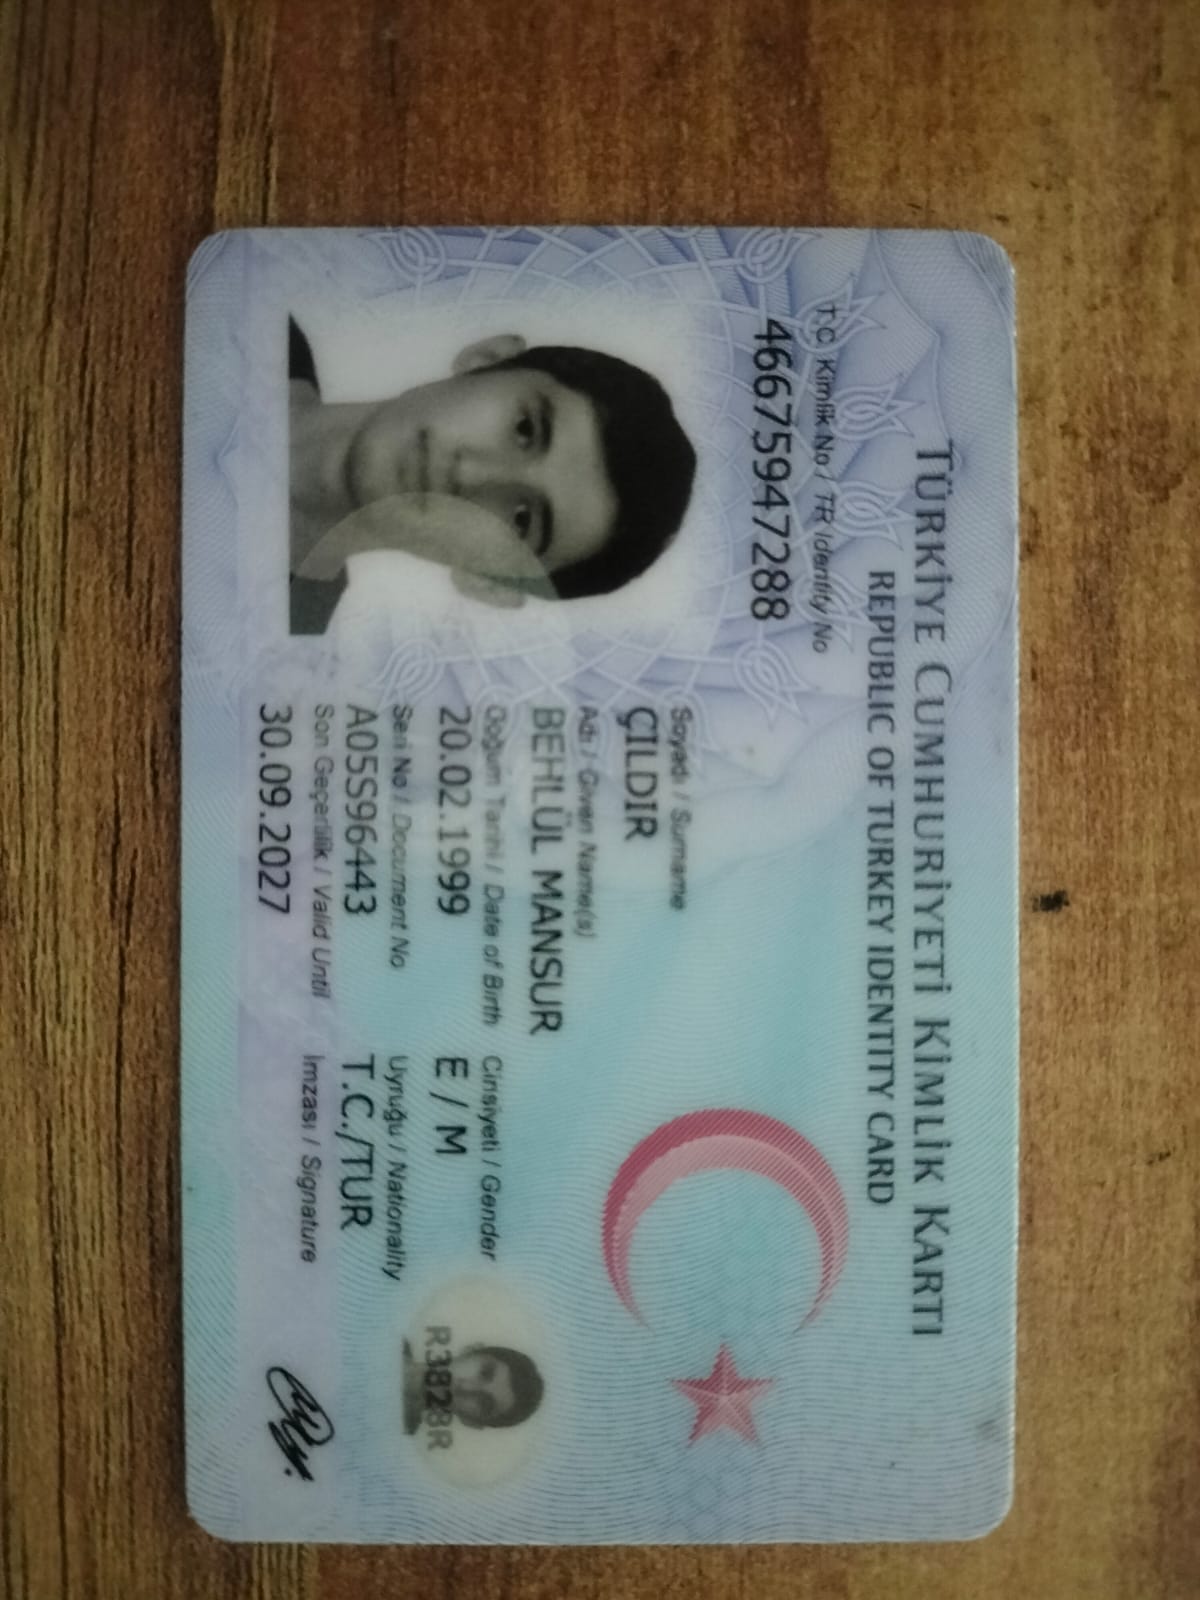 TÜRKİYE CUMHURİYETİ KİMLİK KARTI
REPUBLIC OF TURKEY IDENTITY CARD
T.C. Kimlik No / TR Identity No
46675947288
Soyadı / Surname
ÇILDIR
Adı / Given Name(s)
BEHLÜL MANSUR
Doğum Tarihi / Date of Birth
20.02.1999
Cinsiyeti / Gender
E / M
Seri No / Document No
A05S96443
Uyruğu / Nationality
T.C./TUR
Son Geçerlilik / Valid Until
30.09.2027
İmzası / Signature
R3828R